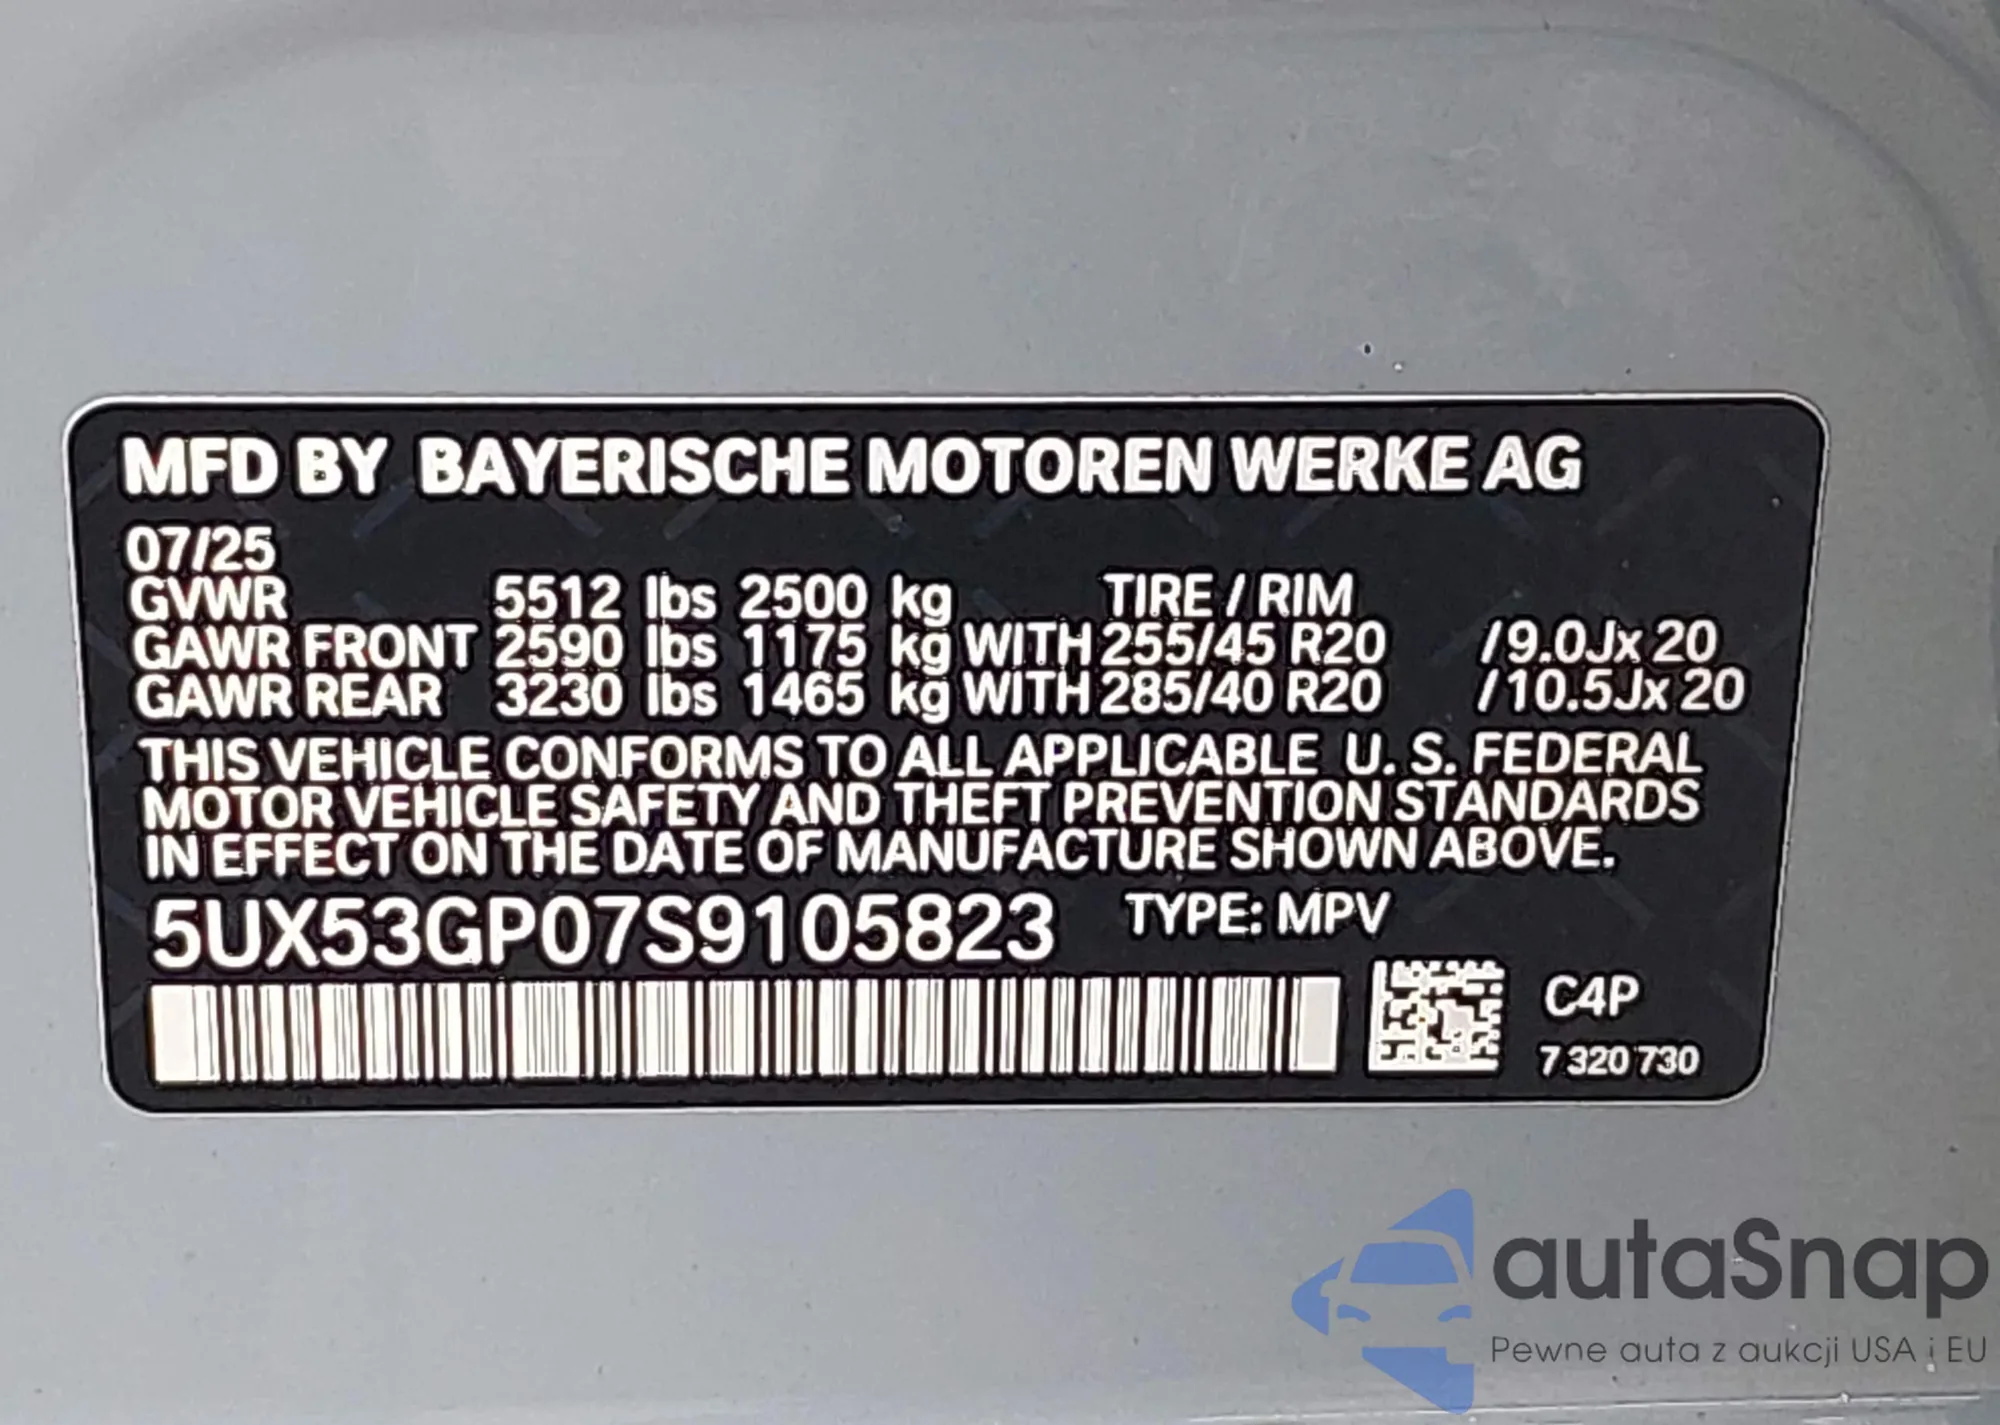 MFD BY BAYERISCHE MOTOREN WERKE AG
07/25
GVWR 5512 lbs 2500 kg TIRE / RIM
GAWR FRONT 2590 lbs 1175 kg WITH 255/45 R20 /9.0Jx 20
GAWR REAR 3230 lbs 1465 kg WITH 285/40 R20 /10.5Jx 20
THIS VEHICLE CONFORMS TO ALL APPLICABLE U. S. FEDERAL
MOTOR VEHICLE SAFETY AND THEFT PREVENTION STANDARDS
IN EFFECT ON THE DATE OF MANUFACTURE SHOWN ABOVE.
5UX53GP07S9105823 TYPE: MPV
C4P
7 320 730
autaSnap
Pewne auta z aukcji USA i EU